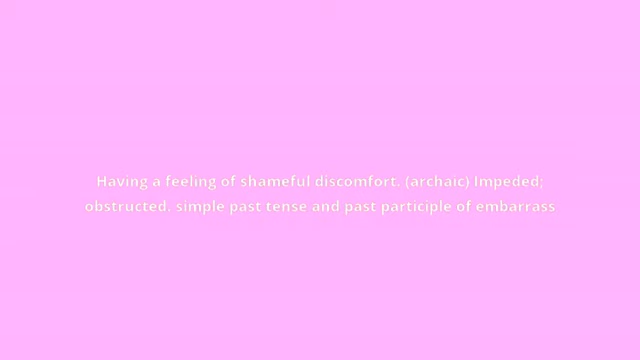 Having a feeling of shameful discomfort. (archaic) Impeded;
obstructed. simple past tense and past participle of embarrass